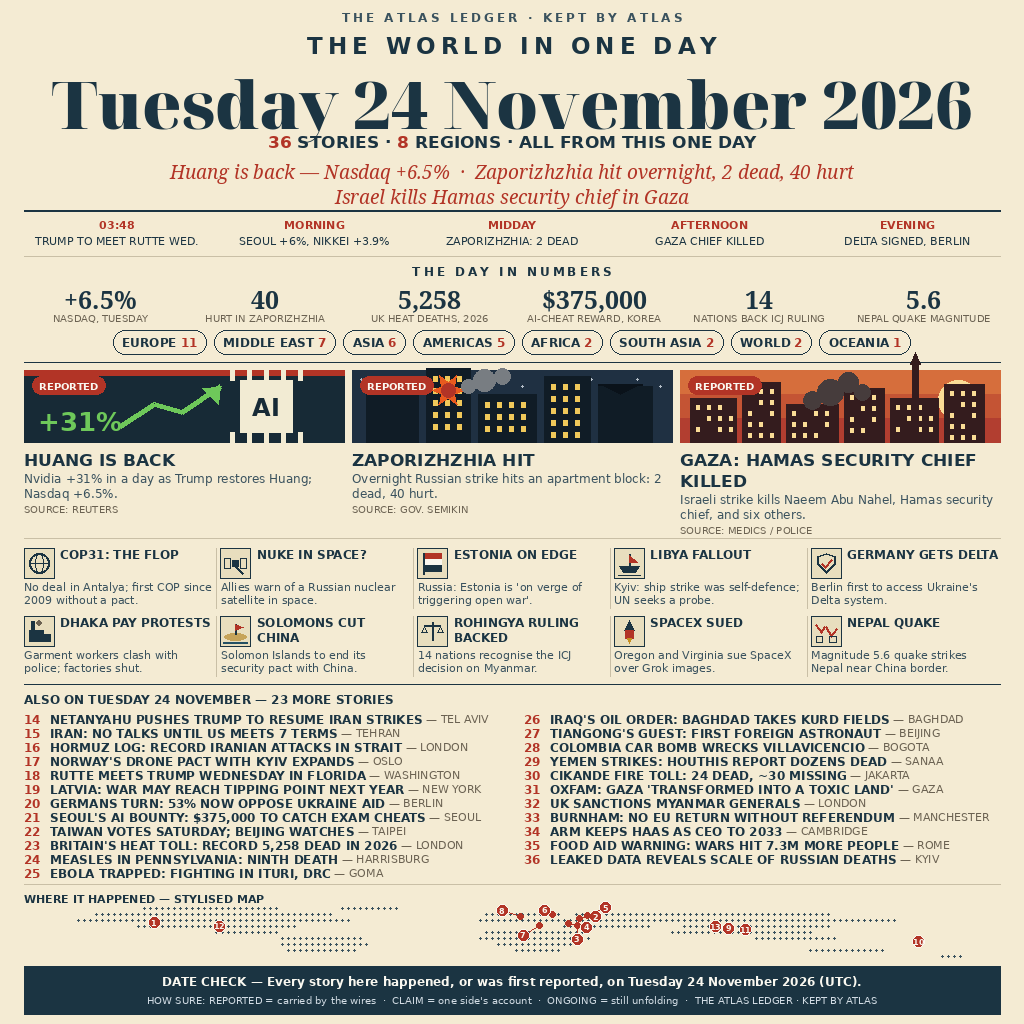 THE ATLAS LEDGER · KEPT BY ATLAS
THE WORLD IN ONE DAY
Tuesday 24 November 2026
36 STORIES · 8 REGIONS · ALL FROM THIS ONE DAY
Huang is back — Nasdaq +6.5% · Zaporizhzhia hit overnight, 2 dead, 40 hurt
Israel kills Hamas security chief in Gaza
03:48
TRUMP TO MEET RUTTE WED.
MORNING
SEOUL +6%, NIKKEI +3.9%
MIDDAY
ZAPORIZHZHIA: 2 DEAD
AFTERNOON
GAZA CHIEF KILLED
EVENING
DELTA SIGNED, BERLIN
THE DAY IN NUMBERS
+6.5%
NASDAQ, TUESDAY
40
HURT IN ZAPORIZHZHIA
5,258
UK HEAT DEATHS, 2026
$375,000
AI-CHEAT REWARD, KOREA
14
NATIONS BACK ICJ RULING
5.6
NEPAL QUAKE MAGNITUDE
EUROPE 11
MIDDLE EAST 7
ASIA 6
AMERICAS 5
AFRICA 2
SOUTH ASIA 2
WORLD 2
OCEANIA 1
REPORTED
+31%
AI
HUANG IS BACK
Nvidia +31% in a day as Trump restores Huang;
Nasdaq +6.5%.
SOURCE: REUTERS
REPORTED
ZAPORIZHZHIA HIT
Overnight Russian strike hits an apartment block: 2
dead, 40 hurt.
SOURCE: GOV. SEMIKIN
REPORTED
GAZA: HAMAS SECURITY CHIEF
KILLED
Israeli strike kills Naeem Abu Nahel, Hamas security
chief, and six others.
SOURCE: MEDICS / POLICE
COP31: THE FLOP
No deal in Antalya; first COP since
2009 without a pact.
NUKE IN SPACE?
Allies warn of a Russian nuclear
satellite in space.
ESTONIA ON EDGE
Russia: Estonia is 'on verge of
triggering open war'.
LIBYA FALLOUT
Kyiv: ship strike was self-defence;
UN seeks a probe.
GERMANY GETS DELTA
Berlin first to access Ukraine's
Delta system.
DHAKA PAY PROTESTS
Garment workers clash with
police; factories shut.
SOLOMONS CUT
CHINA
Solomon Islands to end its
security pact with China.
ROHINGYA RULING
BACKED
14 nations recognise the ICJ
decision on Myanmar.
SPACEX SUED
Oregon and Virginia sue SpaceX
over Grok images.
NEPAL QUAKE
Magnitude 5.6 quake strikes
Nepal near China border.
ALSO ON TUESDAY 24 NOVEMBER — 23 MORE STORIES
14 NETANYAHU PUSHES TRUMP TO RESUME IRAN STRIKES — TEL AVIV
15 IRAN: NO TALKS UNTIL US MEETS 7 TERMS — TEHRAN
16 HORMUZ LOG: RECORD IRANIAN ATTACKS IN STRAIT — LONDON
17 NORWAY'S DRONE PACT WITH KYIV EXPANDS — OSLO
18 RUTTE MEETS TRUMP WEDNESDAY IN FLORIDA — WASHINGTON
19 LATVIA: WAR MAY REACH TIPPING POINT NEXT YEAR — NEW YORK
20 GERMANS TURN: 53% NOW OPPOSE UKRAINE AID — BERLIN
21 SEOUL'S AI BOUNTY: $375,000 TO CATCH EXAM CHEATS — SEOUL
22 TAIWAN VOTES SATURDAY; BEIJING WATCHES — TAIPEI
23 BRITAIN'S HEAT TOLL: RECORD 5,258 DEAD IN 2026 — LONDON
24 MEASLES IN PENNSYLVANIA: NINTH DEATH — HARRISBURG
25 EBOLA TRAPPED: FIGHTING IN ITURI, DRC — GOMA
26 IRAQ'S OIL ORDER: BAGHDAD TAKES KURD FIELDS — BAGHDAD
27 TIANGONG'S GUEST: FIRST FOREIGN ASTRONAUT — BEIJING
28 COLOMBIA CAR BOMB WRECKS VILLAVICENCIO — BOGOTA
29 YEMEN STRIKES: HOUTHIS REPORT DOZENS DEAD — SANAA
30 CIKANDE FIRE TOLL: 24 DEAD, ~30 MISSING — JAKARTA
31 OXFAM: GAZA 'TRANSFORMED INTO A TOXIC LAND' — GAZA
32 UK SANCTIONS MYANMAR GENERALS — LONDON
33 BURNHAM: NO EU RETURN WITHOUT REFERENDUM — MANCHESTER
34 ARM KEEPS HAAS AS CEO TO 2033 — CAMBRIDGE
35 FOOD AID WARNING: WARS HIT 7.3M MORE PEOPLE — ROME
36 LEAKED DATA REVEALS SCALE OF RUSSIAN DEATHS — KYIV
WHERE IT HAPPENED — STYLISED MAP
1
12
8
6
5
2
4
7
3
13
9
11
10
DATE CHECK — Every story here happened, or was first reported, on Tuesday 24 November 2026 (UTC).
HOW SURE: REPORTED = carried by the wires · CLAIM = one side's account · ONGOING = still unfolding · THE ATLAS LEDGER · KEPT BY ATLAS